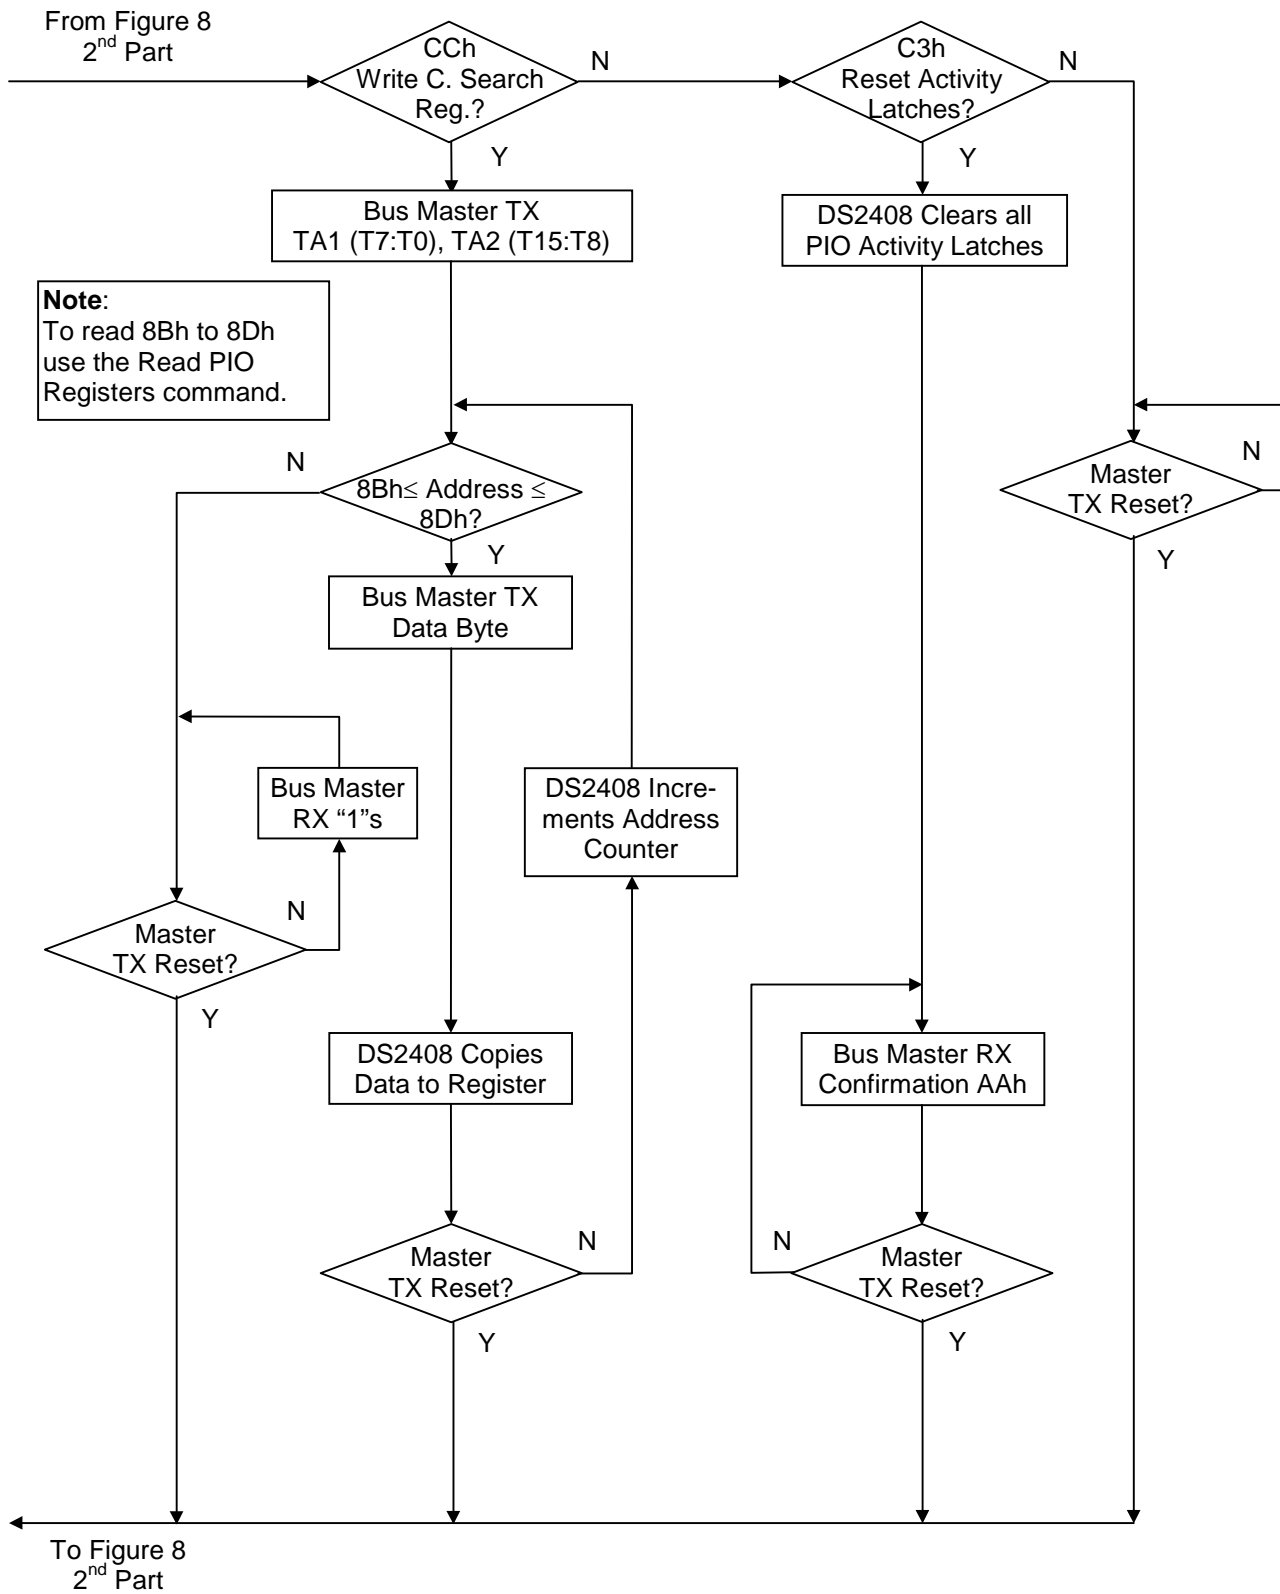 From Figure 8
2nd Part
CCh
Write C. Search
Reg.?
N
Y
C3h
Reset Activity
Latches?
N
Y
Bus Master TX
TA1 (T7:T0), TA2 (T15:T8)
DS2408 Clears all
PIO Activity Latches
Note:
To read 8Bh to 8Dh
use the Read PIO
Registers command.
N
8Bh≤ Address ≤
8Dh?
Y
Master
TX Reset?
N
Y
Bus Master TX
Data Byte
Bus Master
RX “1”s
DS2408 Incre-
ments Address
Counter
Master
TX Reset?
N
Y
DS2408 Copies
Data to Register
Bus Master RX
Confirmation AAh
Master
TX Reset?
N
Y
N
Master
TX Reset?
Y
To Figure 8
2nd Part